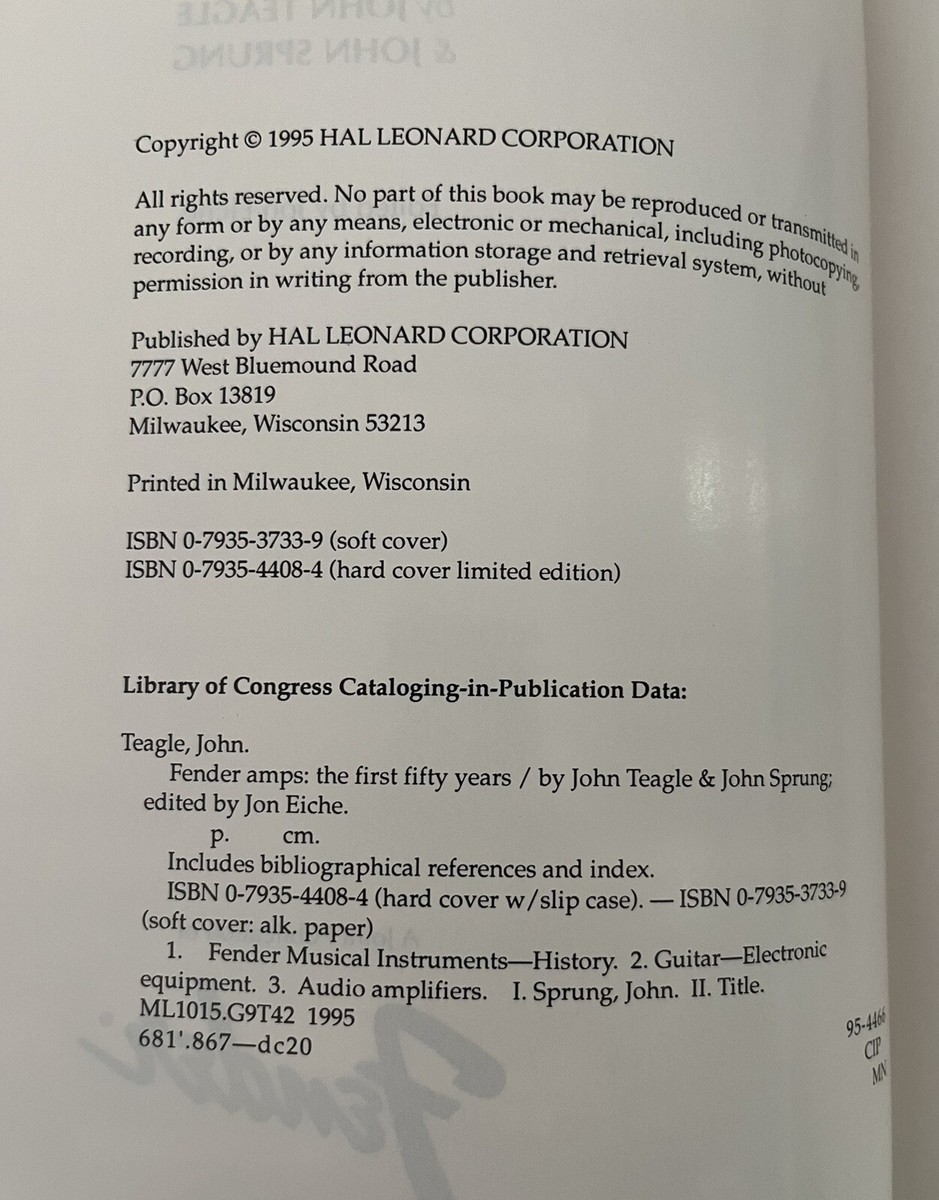 BY JOHN TEAGLE
& JOHN SPRUNG
Copyright © 1995 HAL LEONARD CORPORATION
All rights reserved. No part of this book may be reproduced or transmitted in
any form or by any means, electronic or mechanical, including photocopying,
recording, or by any information storage and retrieval system, without
permission in writing from the publisher.
Published by HAL LEONARD CORPORATION
7777 West Bluemound Road
P.O. Box 13819
Milwaukee, Wisconsin 53213
Printed in Milwaukee, Wisconsin
ISBN 0-7935-3733-9 (soft cover)
ISBN 0-7935-4408-4 (hard cover limited edition)
Library of Congress Cataloging-in-Publication Data:
Teagle, John.
Fender amps: the first fifty years / by John Teagle & John Sprung;
edited by Jon Eiche.
p. cm.
Includes bibliographical references and index.
ISBN 0-7935-4408-4 (hard cover w/slip case). — ISBN 0-7935-3733-9
(soft cover: alk. paper)
1. Fender Musical Instruments—History. 2. Guitar—Electronic
equipment. 3. Audio amplifiers. I. Sprung, John. II. Title.
ML1015.G9T42 1995
681'.867—dc20
95-4466
CIP
MN
Fender